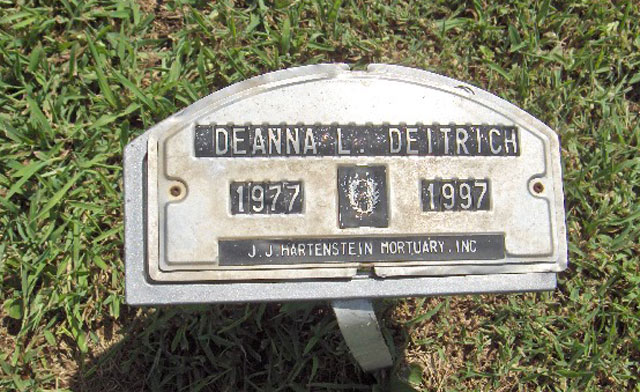 DEANNA L. DEITRICH
1977 1997
J.J. HARTENSTEIN MORTUARY, INC